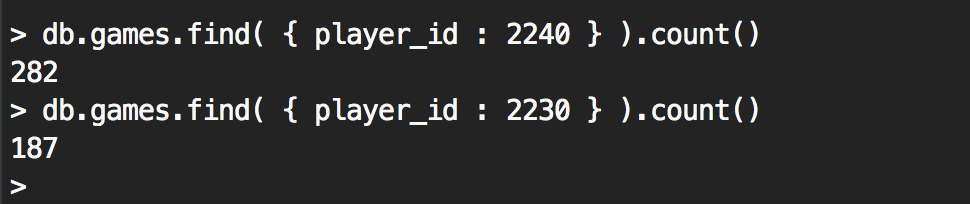 > db.games.find( { player_id : 2240 } ).count()
282
> db.games.find( { player_id : 2230 } ).count()
187
>